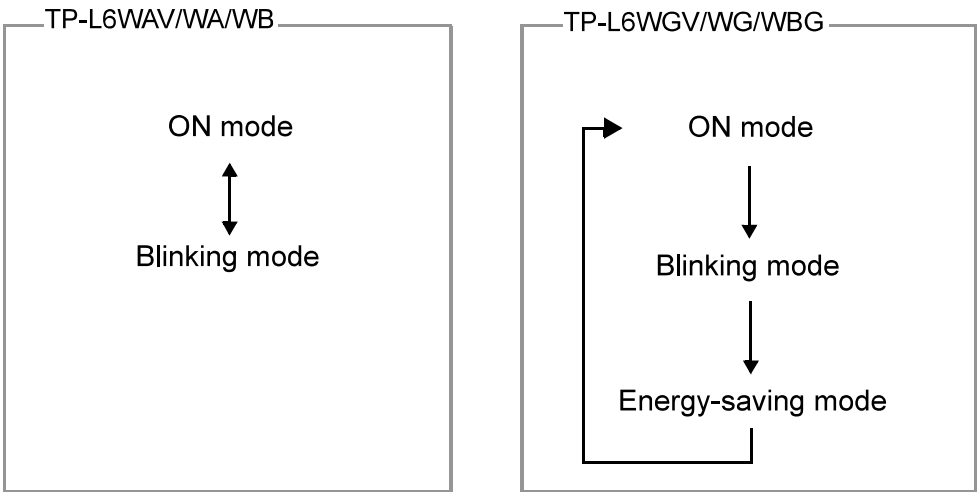 TP-L6WAV/WA/WB
ON mode
Blinking mode
TP-L6WGV/WG/WBG
ON mode
Blinking mode
Energy-saving mode